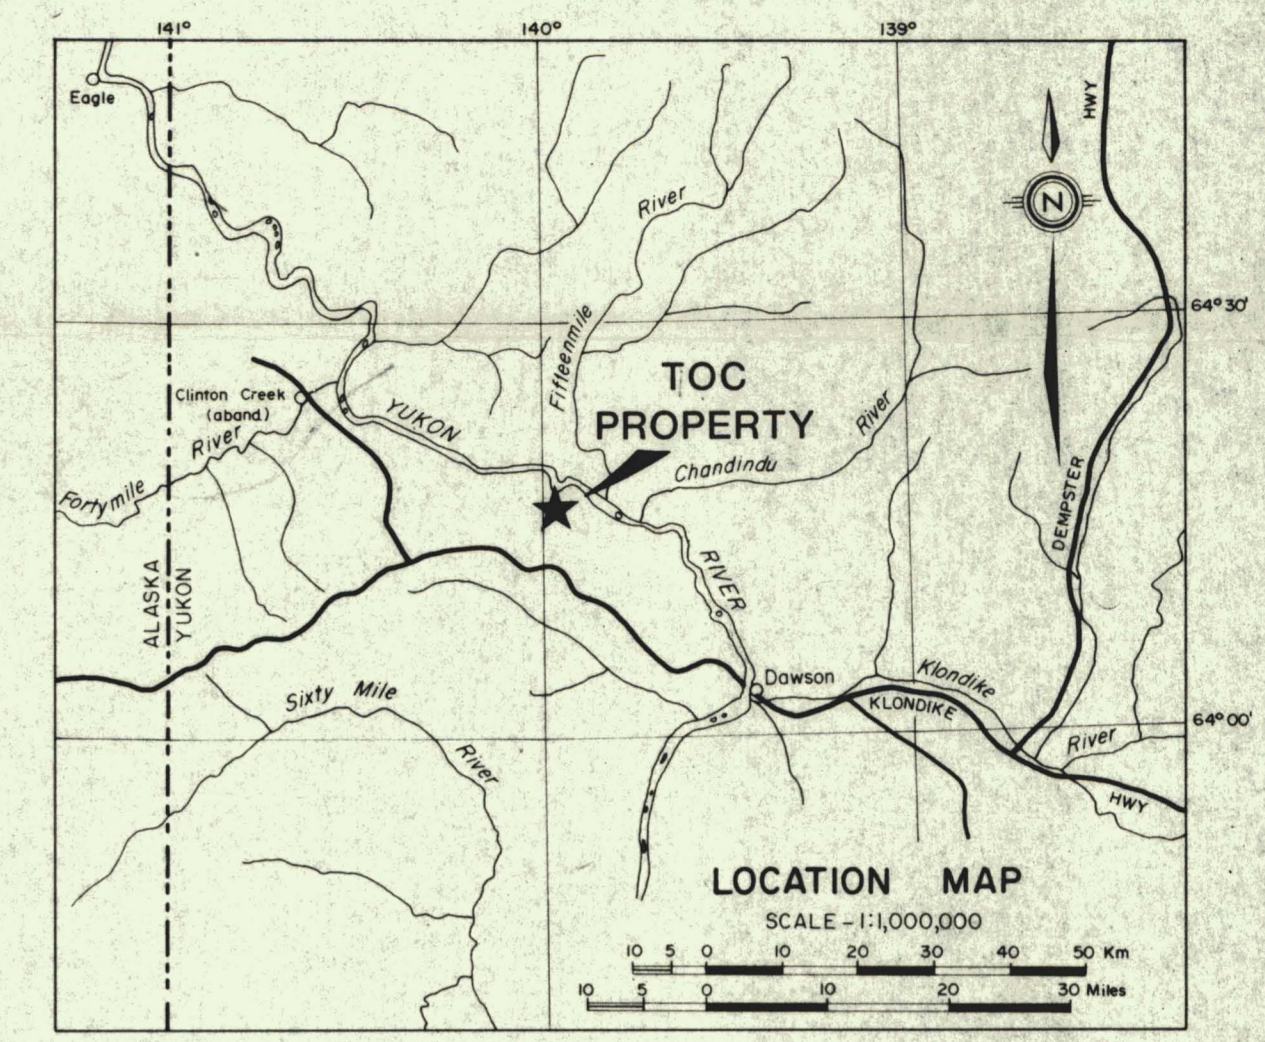 141° 140° 139°
Eagle
HWY
River
N
64° 30'
Fifteenmile
TOC
PROPERTY
Clinton Creek
(aband.)
YUKON
River
River
Chandindu
Fortymile
DEMPSTER
RIVER
ALASKA
YUKON
Dawson
Klondike
KLONDIKE
Sixty Mile
64° 00'
River
River
HWY
LOCATION MAP
SCALE - 1:1,000,000
10 5 0 10 20 30 40 50 Km
10 5 0 10 20 30 Miles